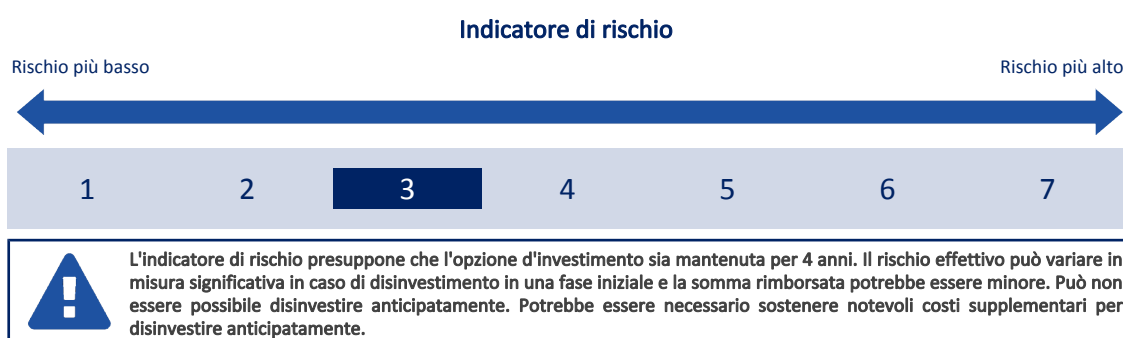 Indicatore di rischio
Rischio più basso
Rischio più alto
1 2 3 4 5 6 7
L'indicatore di rischio presuppone che l'opzione d'investimento sia mantenuta per 4 anni. Il rischio effettivo può variare in
misura significativa in caso di disinvestimento in una fase iniziale e la somma rimborsata potrebbe essere minore. Può non
essere possibile disinvestire anticipatamente. Potrebbe essere necessario sostenere notevoli costi supplementari per
disinvestire anticipatamente.